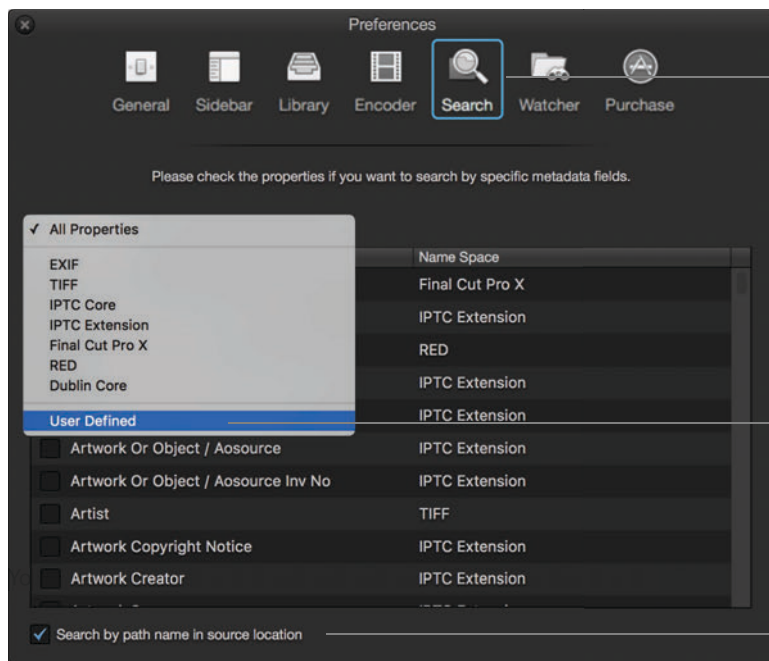 Preferences
General Sidebar Library Encoder Search Watcher Purchase
Please check the properties if you want to search by specific metadata fields.
✓ All Properties
EXIF
TIFF
IPTC Core
IPTC Extension
Final Cut Pro X
RED
Dublin Core
User Defined
Name Space
Final Cut Pro X
IPTC Extension
RED
IPTC Extension
IPTC Extension
Artwork Or Object / Aosource IPTC Extension
Artwork Or Object / Aosource Inv No IPTC Extension
Artist TIFF
Artwork Copyright Notice IPTC Extension
Artwork Creator IPTC Extension
Search by path name in source location